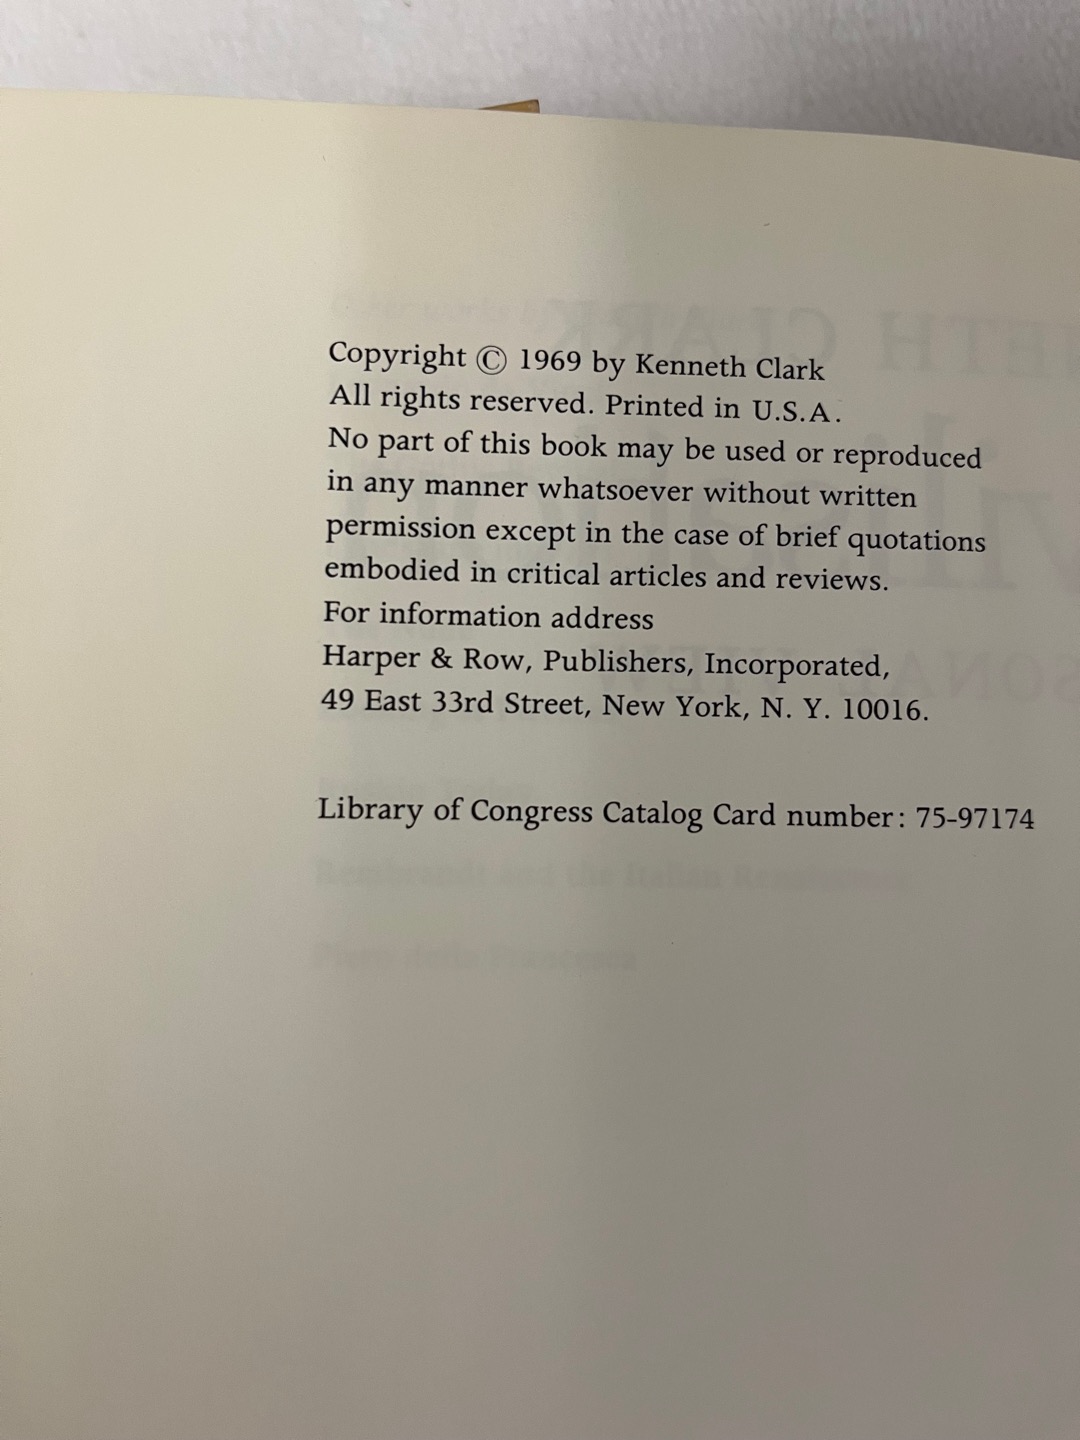 Copyright © 1969 by Kenneth Clark
All rights reserved. Printed in U.S.A.
No part of this book may be used or reproduced
in any manner whatsoever without written
permission except in the case of brief quotations
embodied in critical articles and reviews.
For information address
Harper & Row, Publishers, Incorporated,
49 East 33rd Street, New York, N. Y. 10016.
Library of Congress Catalog Card number: 75-97174